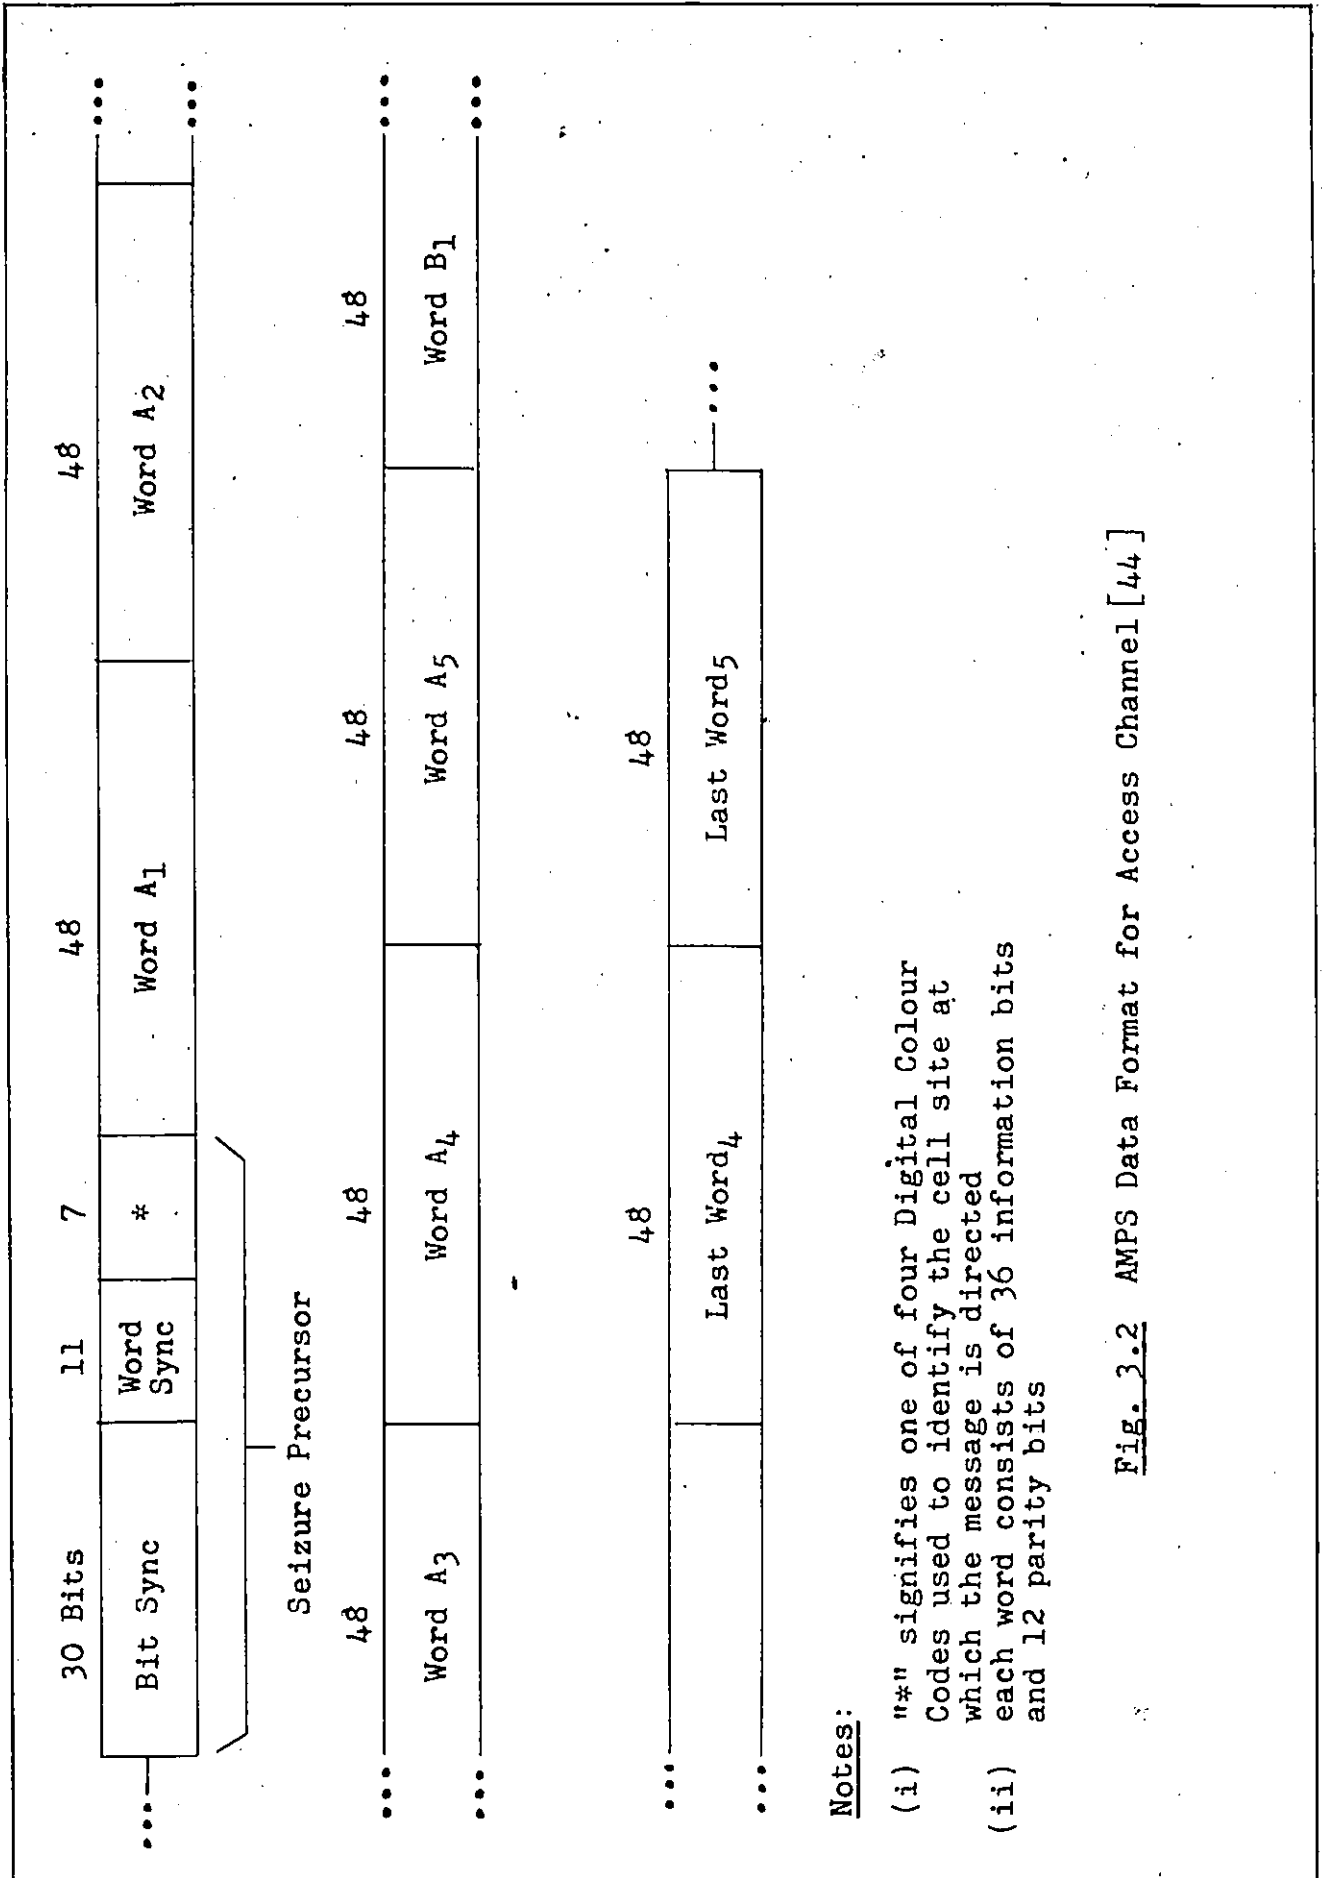 30 Bits 11 7 48 48
Bit Sync Word Sync * Word A1 Word A2
Seizure Precursor
48 48 48 48
Word A3 Word A4 Word A5 Word B1
48 48
Last Word4 Last Word5
Notes:
(i) "*" signifies one of four Digital Colour
Codes used to identify the cell site at
which the message is directed
(ii) each word consists of 36 information bits
and 12 parity bits
Fig. 3.2 AMPS Data Format for Access Channel [44]